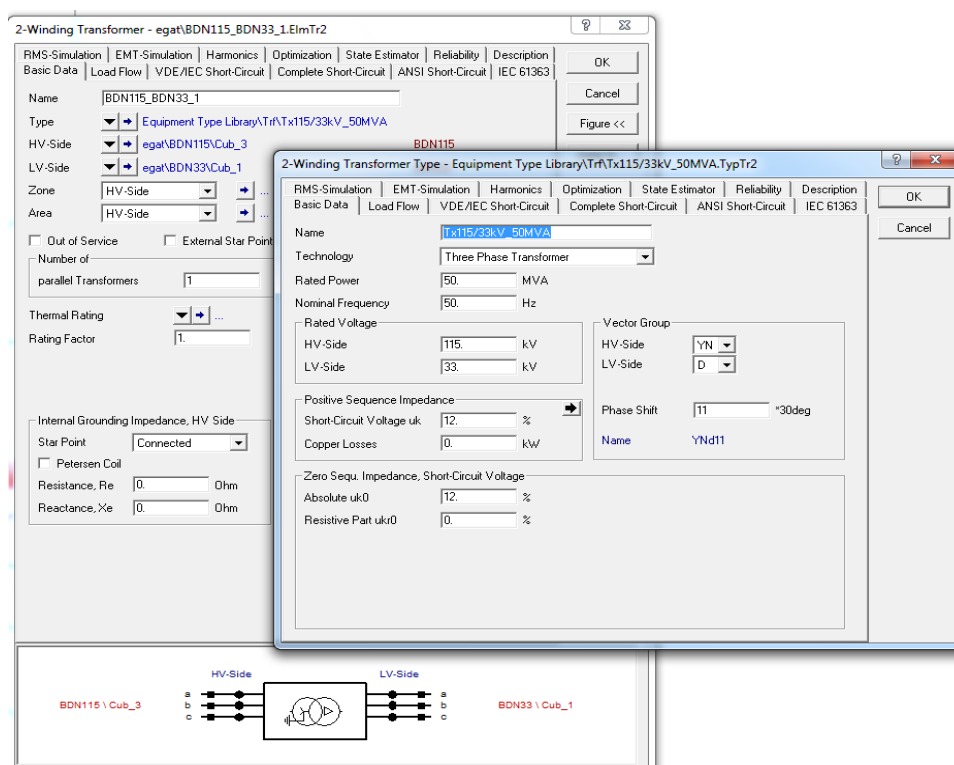 2-Winding Transformer - egat\BDN115_BDN33_1.ElmTr2
RMS-Simulation EMT-Simulation Harmonics Optimization State Estimator Reliability Description
Basic Data Load Flow VDE/IEC Short-Circuit Complete Short-Circuit ANSI Short-Circuit IEC 61363
OK
Cancel
Figure <<
Name BDN115_BDN33_1
Type Equipment Type Library\Trf\Tx115/33kV_50MVA
HV-Side egat\BDN115\Cub_3 BDN115
LV-Side egat\BDN33\Cub_1
Zone HV-Side ...
Area HV-Side ...
Out of Service External Star Point
Number of
parallel Transformers 1
Thermal Rating ...
Rating Factor 1.
Internal Grounding Impedance, HV Side
Star Point Connected
Petersen Coil
Resistance, Re 0. Ohm
Reactance, Xe 0. Ohm
2-Winding Transformer Type - Equipment Type Library\Trf\Tx115/33kV_50MVA.TypTr2
RMS-Simulation EMT-Simulation Harmonics Optimization State Estimator Reliability Description
Basic Data Load Flow VDE/IEC Short-Circuit Complete Short-Circuit ANSI Short-Circuit IEC 61363
OK
Cancel
Name Tx115/33kV_50MVA
Technology Three Phase Transformer
Rated Power 50. MVA
Nominal Frequency 50. Hz
Rated Voltage
HV-Side 115. kV
LV-Side 33. kV
Vector Group
HV-Side YN
LV-Side D
Phase Shift 11 *30deg
Name YNd11
Positive Sequence Impedance
Short-Circuit Voltage uk 12. %
Copper Losses 0. kW
Zero Sequ. Impedance, Short-Circuit Voltage
Absolute uk0 12. %
Resistive Part ukr0 0. %
HV-Side LV-Side
BDN115 \ Cub_3
a a
b b
c c
BDN33 \ Cub_1